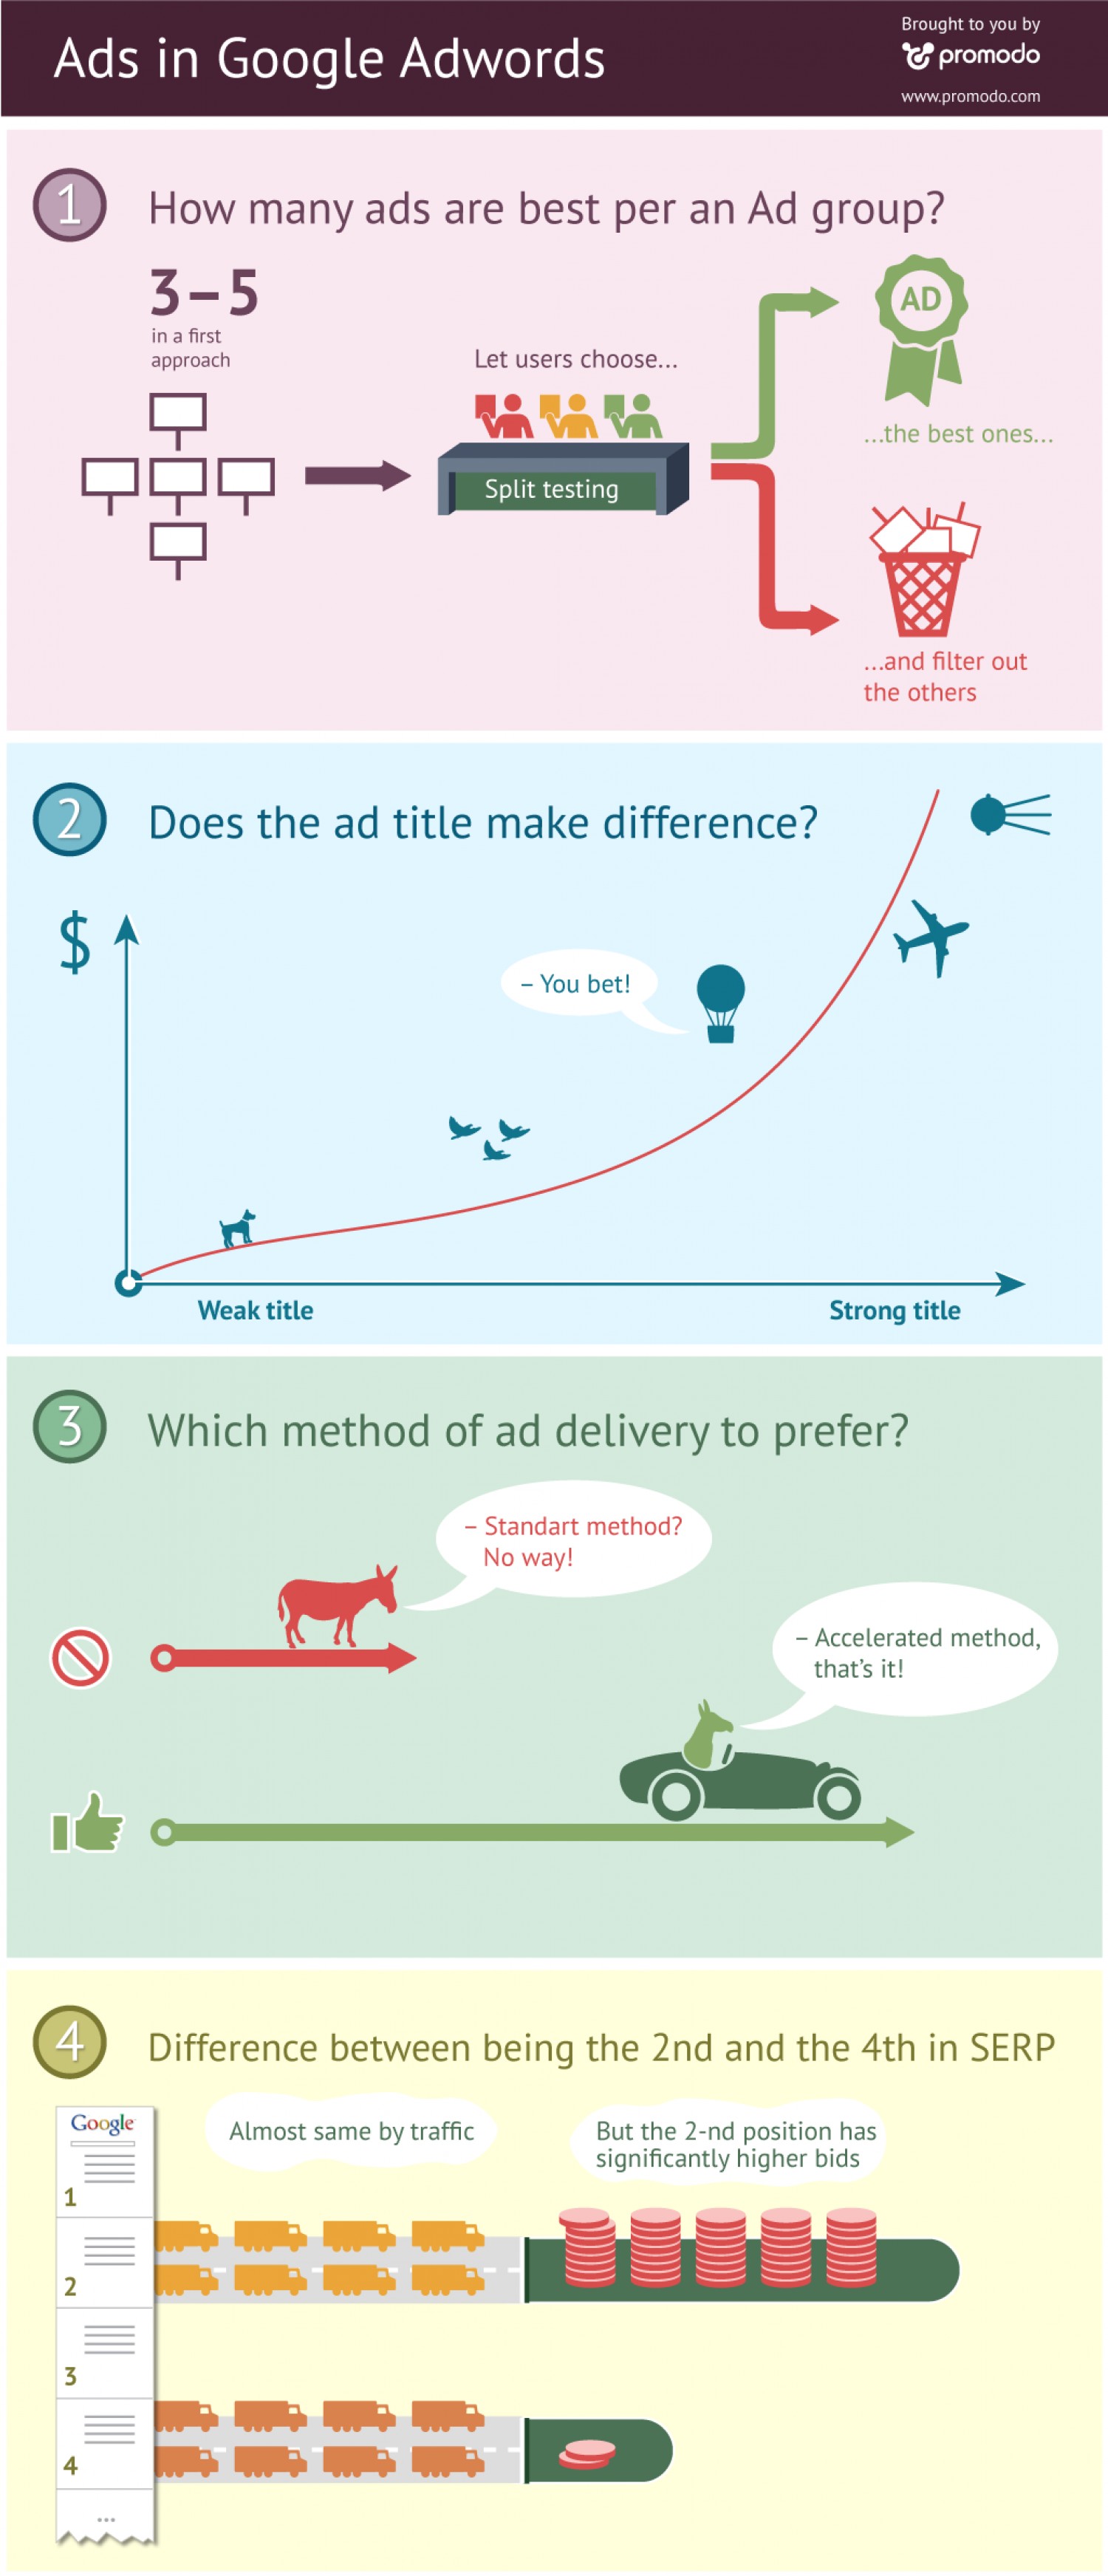 Ads in Google Adwords
Brought to you by
promodo
www.promodo.com
1
How many ads are best per an Ad group?
3–5
in a first
approach
Let users choose...
Split testing
AD
...the best ones...
...and filter out
the others
2
Does the ad title make difference?
$
– You bet!
Weak title
Strong title
3
Which method of ad delivery to prefer?
– Standart method?
No way!
– Accelerated method,
that's it!
4
Difference between being the 2nd and the 4th in SERP
Google
Almost same by traffic
But the 2-nd position has
significantly higher bids
1
2
3
4
...